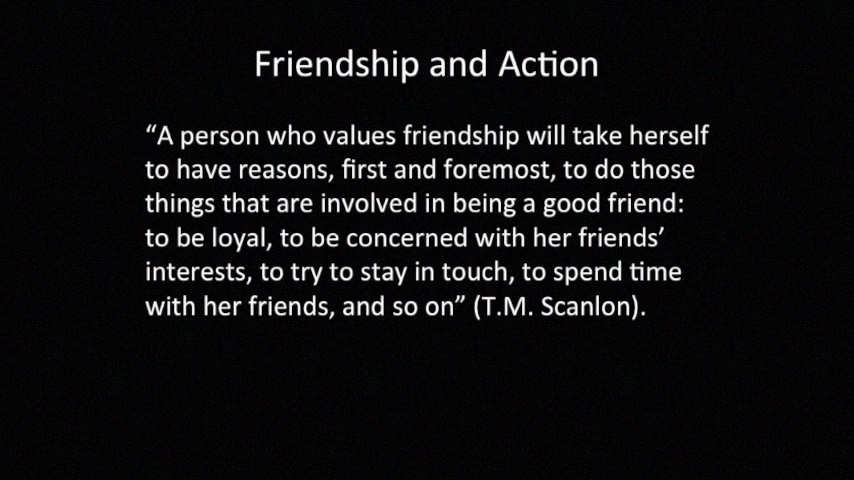 Friendship and Action
“A person who values friendship will take herself
to have reasons, first and foremost, to do those
things that are involved in being a good friend:
to be loyal, to be concerned with her friends’
interests, to try to stay in touch, to spend time
with her friends, and so on” (T.M. Scanlon).